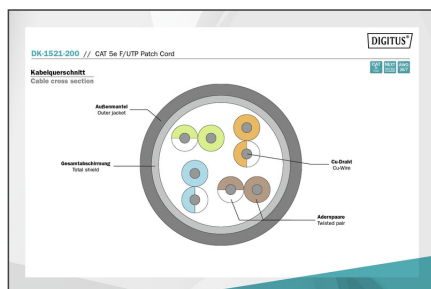 DIGITUS®
DK-1521-200 // CAT 5e F/UTP Patch Cord
Kabelquerschnitt
Cable cross section
Außenmantel
Outer jacket
Gesamtabschirmung
Total shield
Cu-Draht
Cu-Wire
Adernpaare
Twisted pair